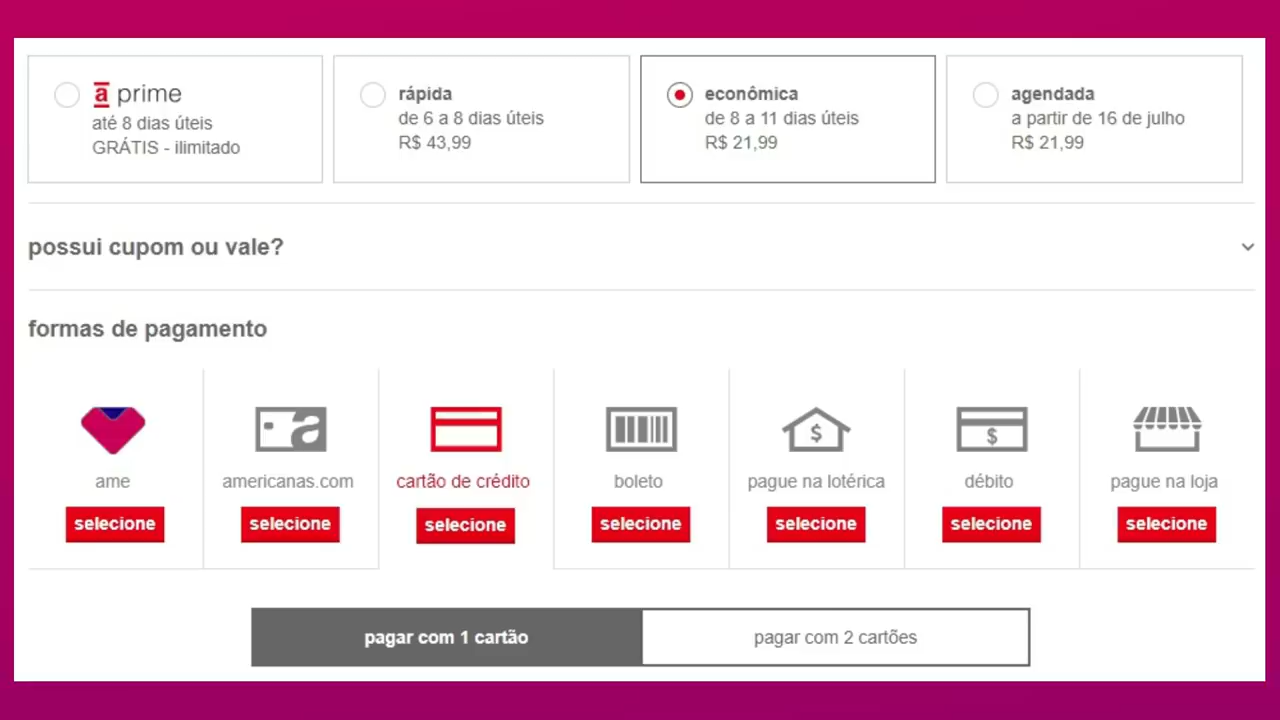 a prime
até 8 dias úteis
GRÁTIS - ilimitado
rápida
de 6 a 8 dias úteis
R$ 43,99
econômica
de 8 a 11 dias úteis
R$ 21,99
agendada
a partir de 16 de julho
R$ 21,99
possui cupom ou vale?
formas de pagamento
a
$
$
ame
americanas.com
cartão de crédito
boleto
pague na lotérica
débito
pague na loja
selecione
selecione
selecione
selecione
selecione
selecione
selecione
pagar com 1 cartão
pagar com 2 cartões